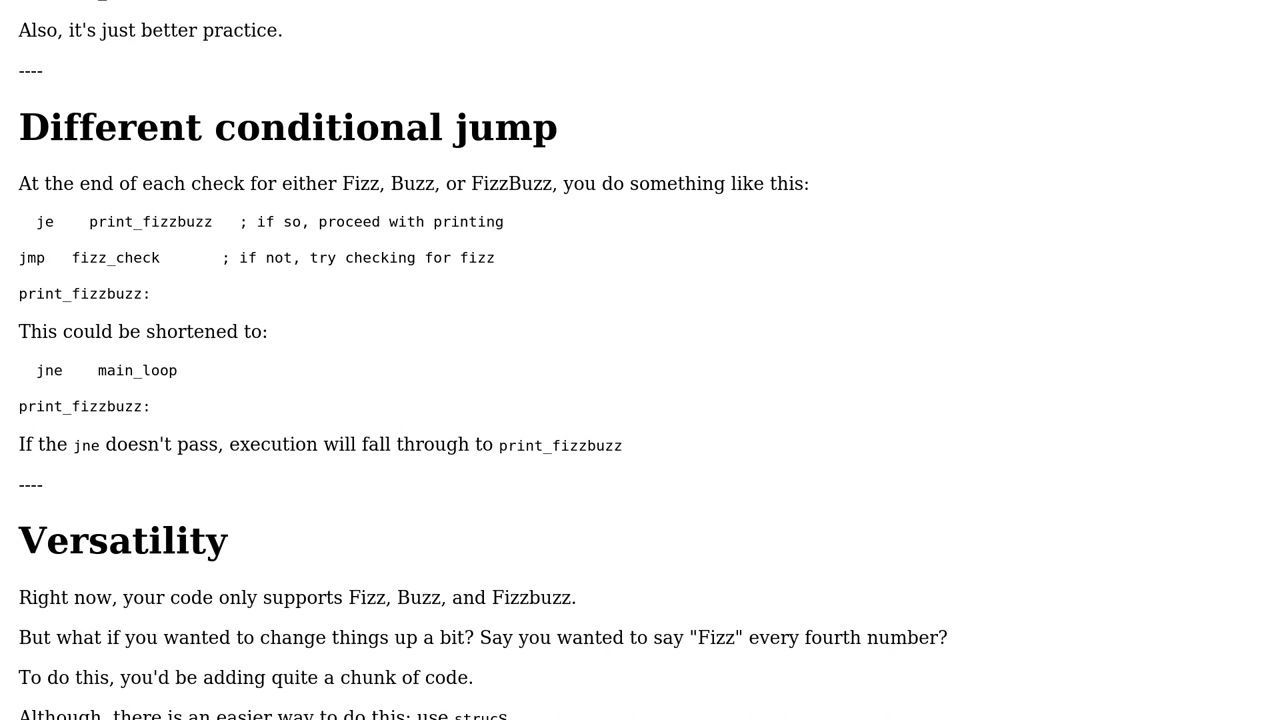 Also, it's just better practice.
----
Different conditional jump
At the end of each check for either Fizz, Buzz, or FizzBuzz, you do something like this:
je    print_fizzbuzz   ; if so, proceed with printing
jmp   fizz_check       ; if not, try checking for fizz
print_fizzbuzz:
This could be shortened to:
jne    main_loop
print_fizzbuzz:
If the jne doesn't pass, execution will fall through to print_fizzbuzz
----
Versatility
Right now, your code only supports Fizz, Buzz, and Fizzbuzz.
But what if you wanted to change things up a bit? Say you wanted to say "Fizz" every fourth number?
To do this, you'd be adding quite a chunk of code.
Although, there is an easier way to do this: use strucs